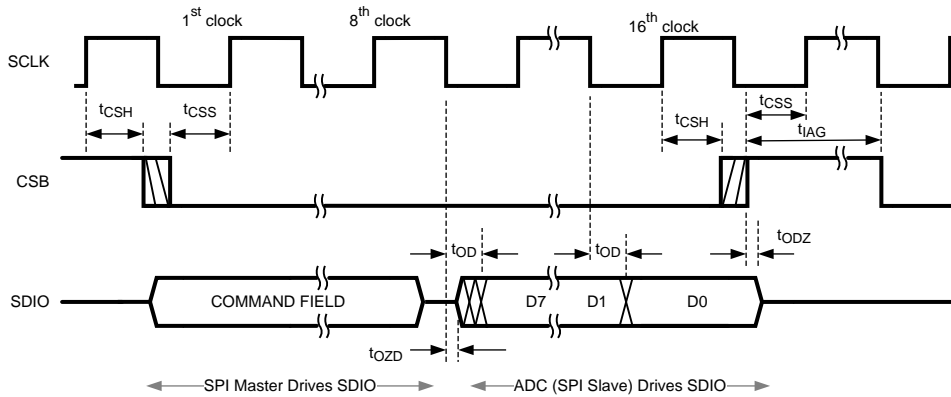 1st clock 8th clock 16th clock
SCLK
tCSH tCSS tCSH tCSS
tIAG
CSB
tOD tOD tODZ
SDIO COMMAND FIELD D7 D1 D0
tOZD
SPI Master Drives SDIO ADC (SPI Slave) Drives SDIO